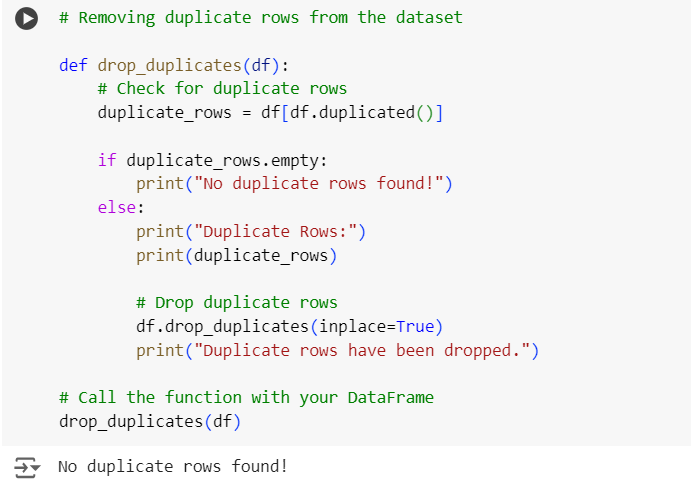 # Removing duplicate rows from the dataset

def drop_duplicates(df):
    # Check for duplicate rows
    duplicate_rows = df[df.duplicated()]

    if duplicate_rows.empty:
        print("No duplicate rows found!")
    else:
        print("Duplicate Rows:")
        print(duplicate_rows)

        # Drop duplicate rows
        df.drop_duplicates(inplace=True)
        print("Duplicate rows have been dropped.")

# Call the function with your DataFrame
drop_duplicates(df)
No duplicate rows found!